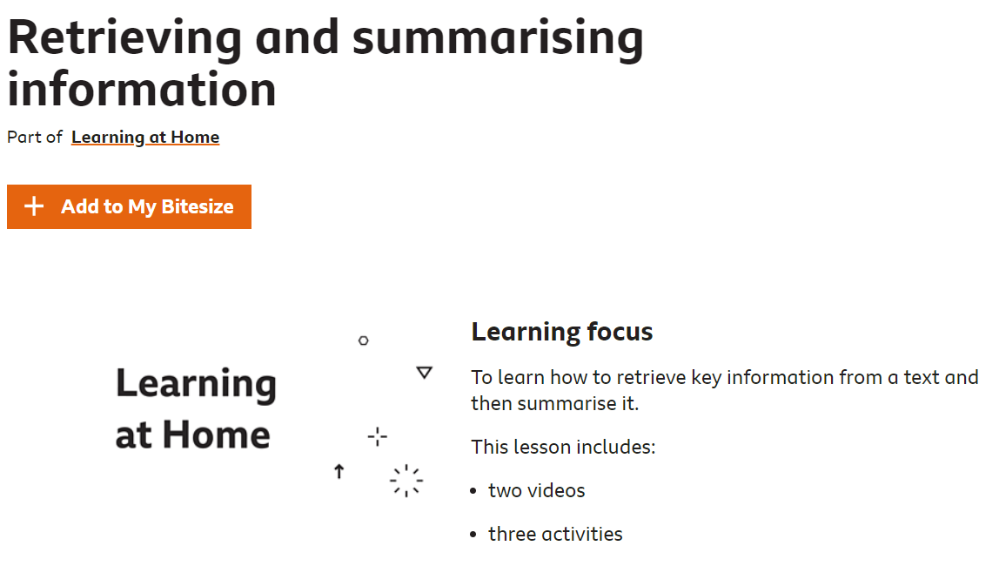 Retrieving and summarising
information
Part of Learning at Home
+ Add to My Bitesize
Learning
at Home
Learning focus
To learn how to retrieve key information from a text and
then summarise it.
This lesson includes:
• two videos
• three activities